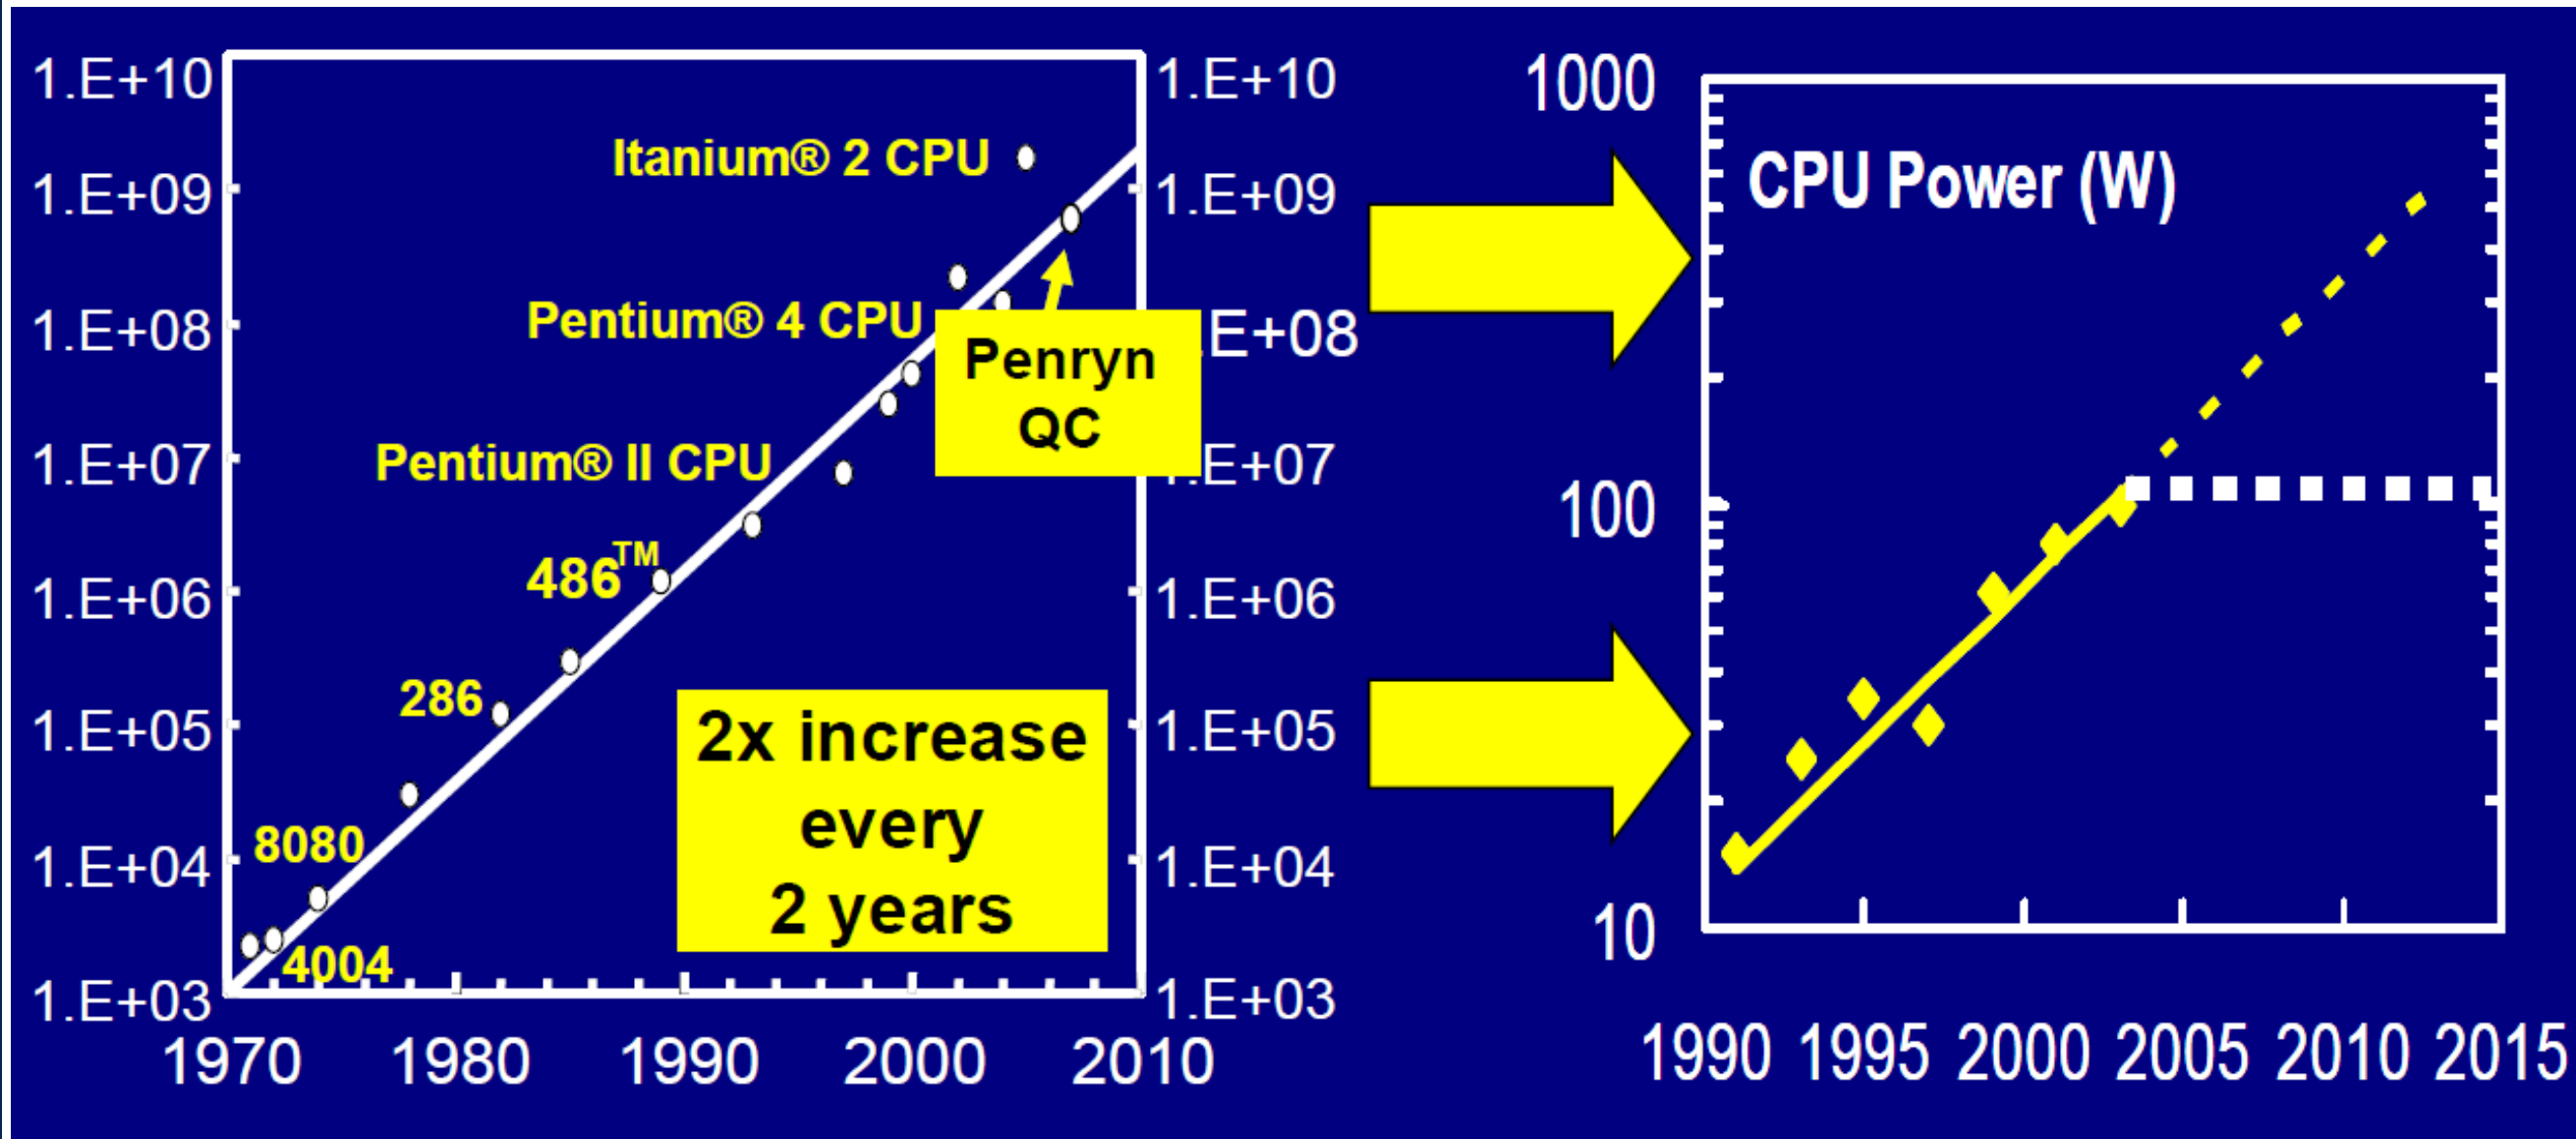 1.E+10
1.E+09
1.E+08
1.E+07
1.E+06
1.E+05
1.E+04
1.E+03
1970 1980 1990 2000 2010
Itanium® 2 CPU
Pentium® 4 CPU
Pentium® II CPU
486™
286
8080
4004
Penryn
QC
2x increase
every
2 years
1.E+10
1.E+09
.E+08
1.E+07
1.E+06
1.E+05
1.E+04
1.E+03
CPU Power (W)
1000
100
10
1990 1995 2000 2005 2010 2015